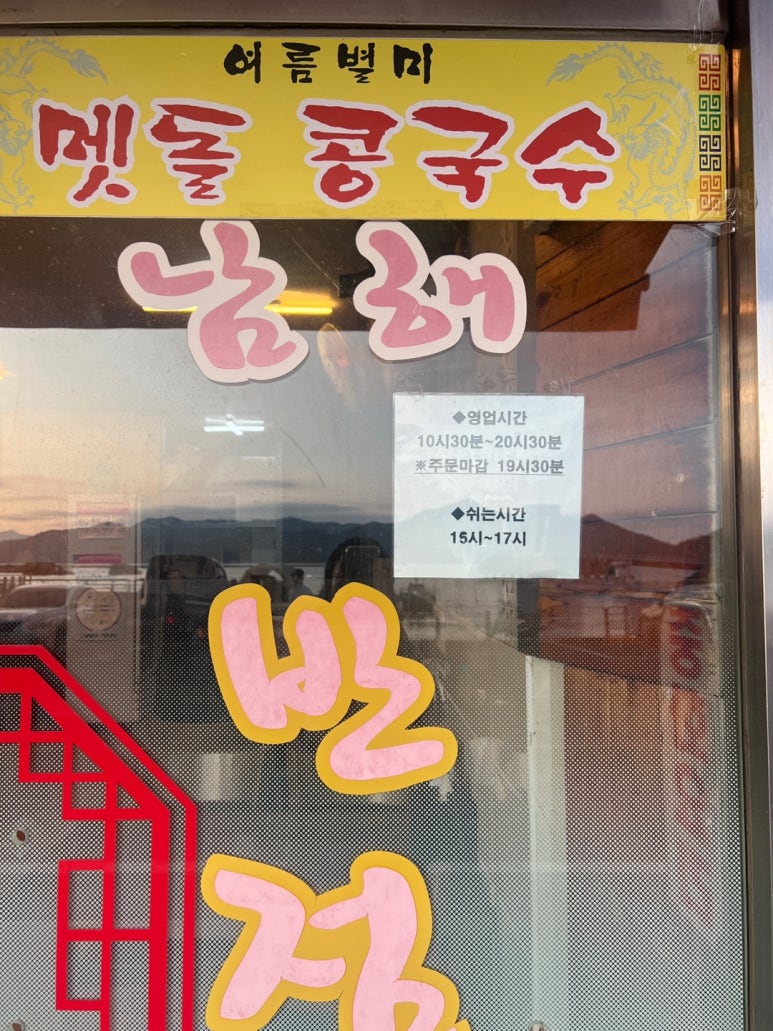 여름별미
멧돌 콩국수
남해
◆영업시간
10시30분~20시30분
※주문마감 19시30분
◆쉬는시간
15시~17시
반
점